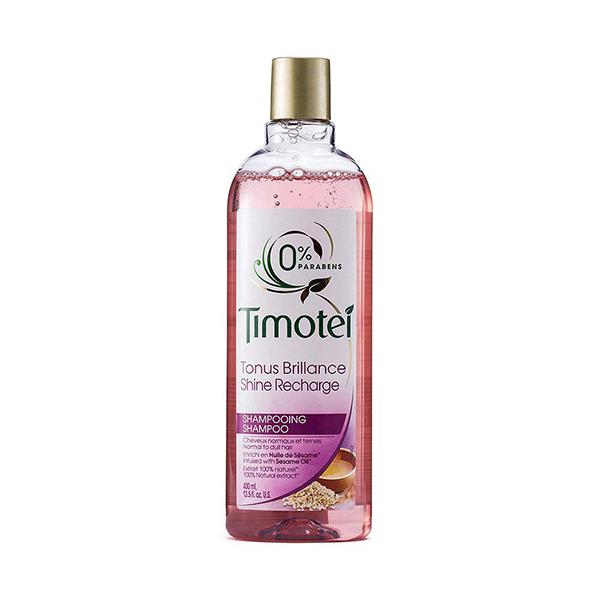 0%
PARABENS
Timotei
Tonus Brillance
Shine Recharge
SHAMPOOING
SHAMPOO
Cheveux normaux et ternes
Normal to dull hair
Enrichi en Huile de Sésame*
Infused with Sesame Oil*
Extrait 100% naturel*
100% Natural extract*
400 ml,
13.5 fl. oz. U.S.